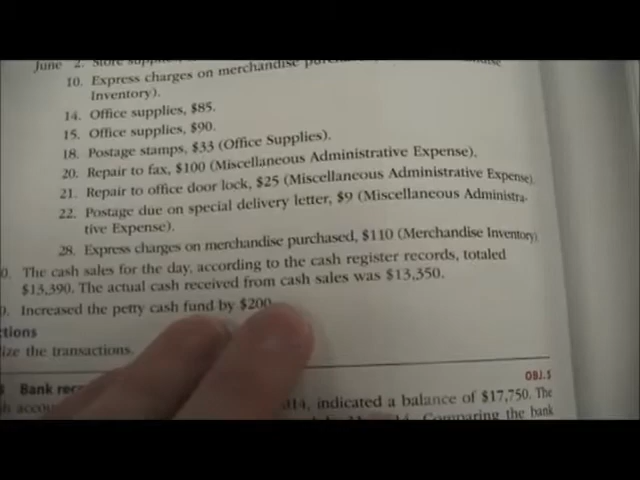 June 2. Store
10. Express charges on merchandise
Inventory).
14. Office supplies, $85.
15. Office supplies, $90.
18. Postage stamps, $33 (Office Supplies).
20. Repair to fax, $100 (Miscellaneous Administrative Expense).
21. Repair to office door lock, $25 (Miscellaneous Administrative Expense).
22. Postage due on special delivery letter, $9 (Miscellaneous Administra-
tive Expense).
28. Express charges on merchandise purchased, $110 (Merchandise Inventory)
0. The cash sales for the day, according to the cash register records, totaled
$13,390. The actual cash received from cash sales was $13,350.
0. Increased the petty cash fund by $200
ctions
ize the transactions.
OBJ. 5
Bank
indicated a balance of $17,750. The
Comparing the bank